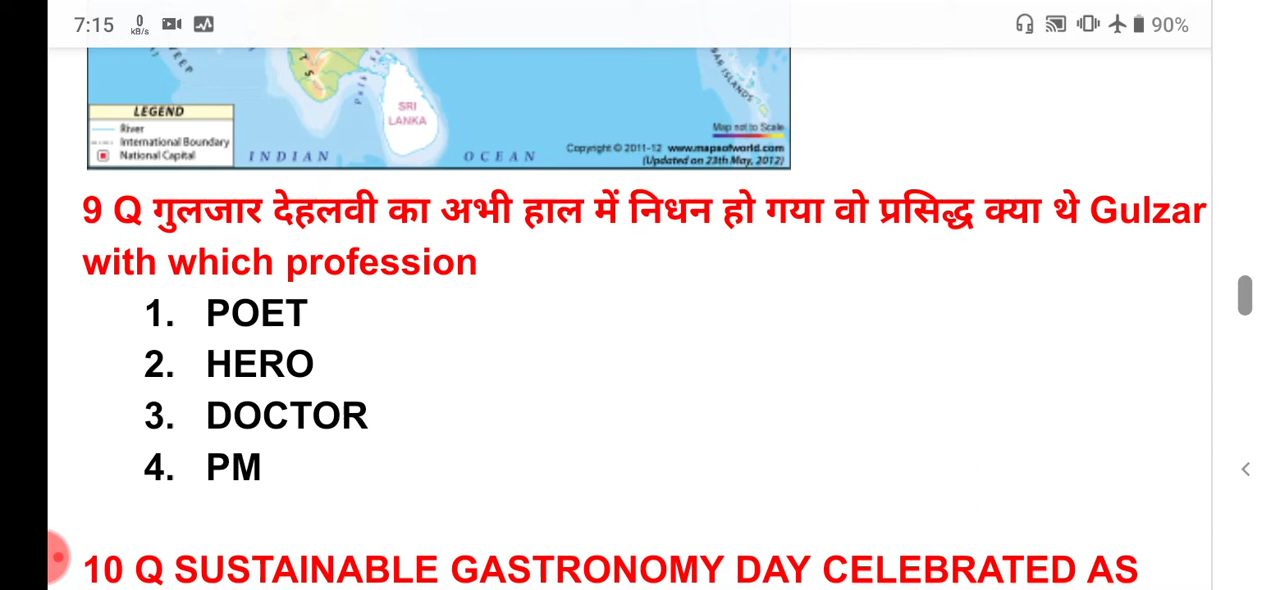 7:15 0 kB/s 90%
SRI
LANKA
LEGEND
River
International Boundary
National Capital
INDIAN OCEAN
Map not to Scale
Copyright © 2011-12 www.mapsofworld.com
(Updated on 23th May, 2012)
9 Q गुलजार देहलवी का अभी हाल में निधन हो गया वो प्रसिद्ध क्या थे Gulzar
with which profession
1. POET
2. HERO
3. DOCTOR
4. PM
10 Q SUSTAINABLE GASTRONOMY DAY CELEBRATED AS